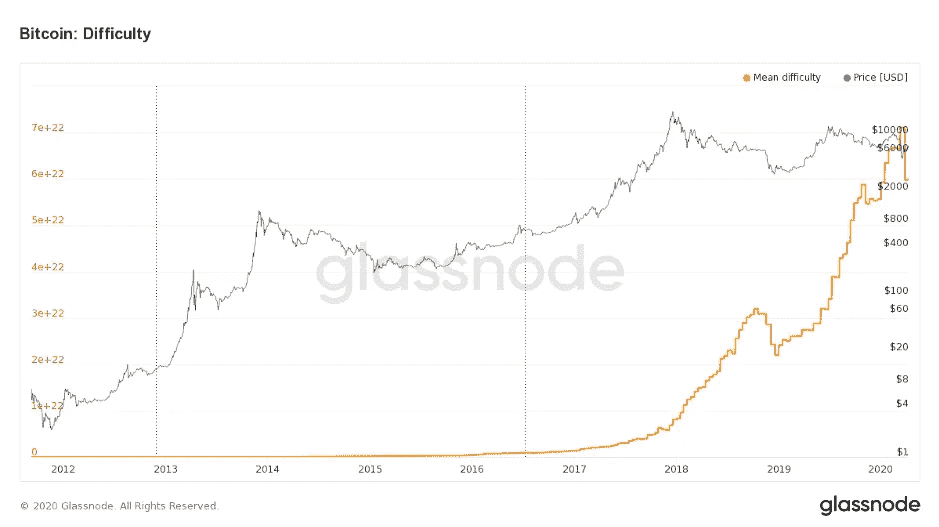 Bitcoin: Difficulty
Mean difficulty Price [USD]
7e+22 $10000
$6000
6e+22 $2000
5e+22 $800
$400
glassnode
4e+22 $100
3e+22 $60
$20
2e+22 $8
1e+22 $4
0 $1
2012 2013 2014 2015 2016 2017 2018 2019 2020
© 2020 Glassnode. All Rights Reserved. glassnode